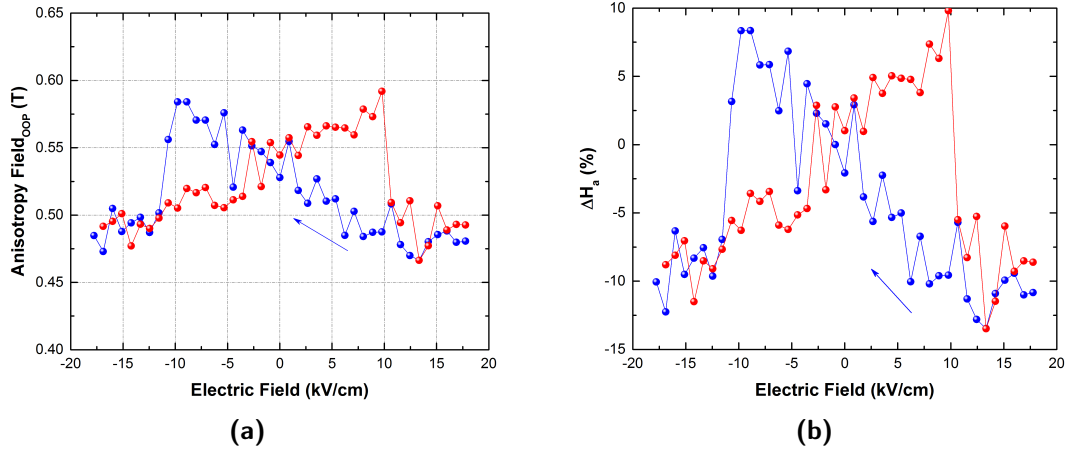 0.65
0.60
0.55
0.50
0.45
0.40
Anisotropy Field_OOP (T)
-20 -15 -10 -5 0 5 10 15 20
Electric Field (kV/cm)
(a)
10
5
0
-5
-10
-15
ΔH_a (%)
-20 -15 -10 -5 0 5 10 15 20
Electric Field (kV/cm)
(b)